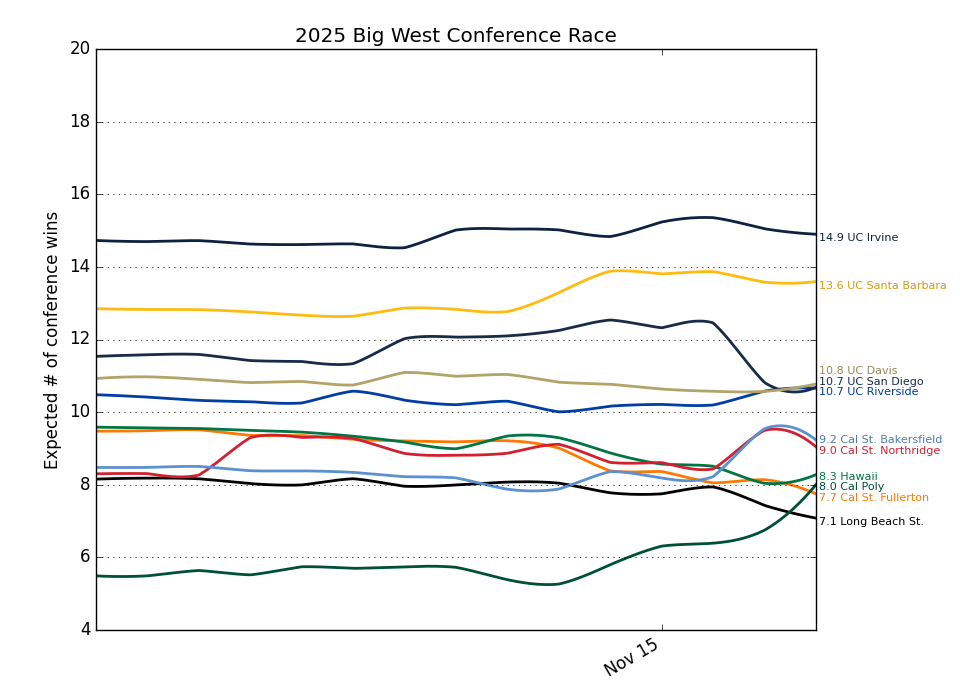 2025 Big West Conference Race
Expected # of conference wins
20
18
16
14
12
10
8
6
4
Nov 15
14.9 UC Irvine
13.6 UC Santa Barbara
10.8 UC Davis
10.7 UC San Diego
10.7 UC Riverside
9.2 Cal St. Bakersfield
9.0 Cal St. Northridge
8.3 Hawaii
8.0 Cal Poly
7.7 Cal St. Fullerton
7.1 Long Beach St.